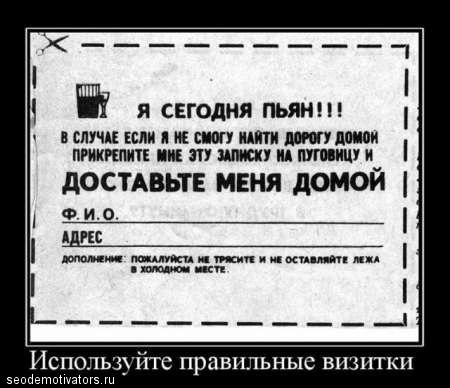 Я СЕГОДНЯ ПЬЯН!!!
В СЛУЧАЕ ЕСЛИ Я НЕ СМОГУ НАЙТИ ДОРОГУ ДОМОЙ
ПРИКРЕПИТЕ МНЕ ЭТУ ЗАПИСКУ НА ПУГОВИЦУ И
ДОСТАВЬТЕ МЕНЯ ДОМОЙ
Ф.И.О.
АДРЕС
ДОПОЛНЕНИЕ: ПОЖАЛУЙСТА НЕ ТРЯСИТЕ И НЕ ОСТАВЛЯЙТЕ ЛЕЖА
В ХОЛОДНОМ МЕСТЕ.
Используйте правильные визитки
seodemotivators.ru